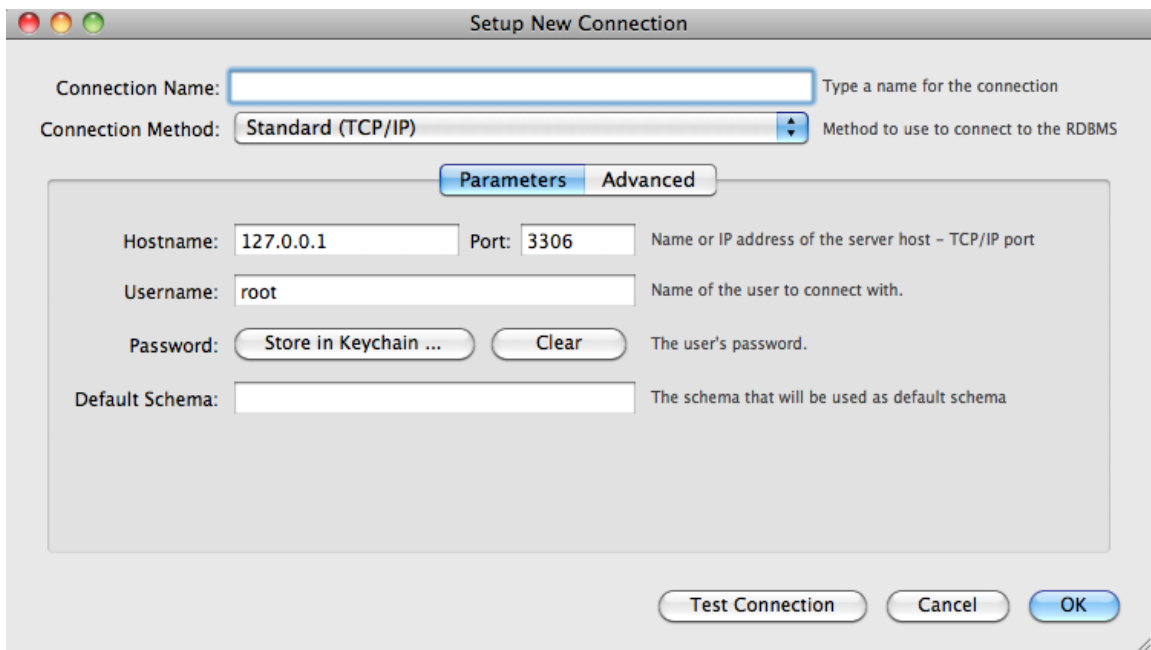 Setup New Connection
Connection Name: Type a name for the connection
Connection Method: Standard (TCP/IP) Method to use to connect to the RDBMS
Parameters Advanced
Hostname: 127.0.0.1 Port: 3306 Name or IP address of the server host – TCP/IP port
Username: root Name of the user to connect with.
Password: Store in Keychain ... Clear The user's password.
Default Schema: The schema that will be used as default schema
Test Connection Cancel OK